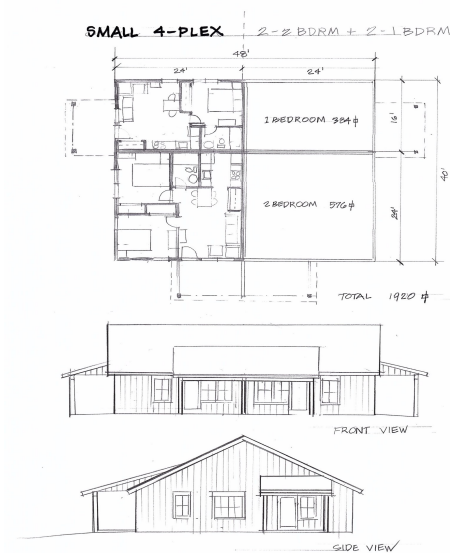 SMALL 4-PLEX 2-2 BDRM + 2-1 BDRM
48'
24' 24'
1 BEDROOM 384 ⏀
16'
40'
2 BEDROOM 576 ⏀
24'
TOTAL 1920 ⏀
FRONT VIEW
SIDE VIEW